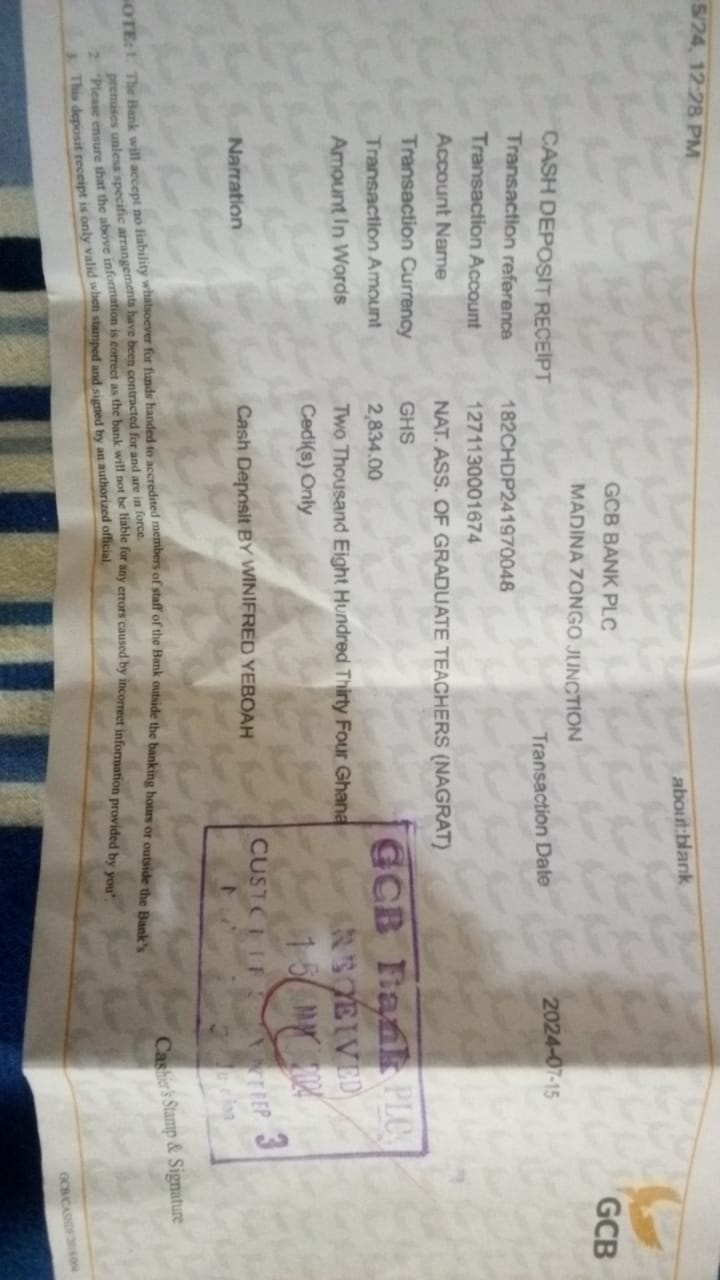 5/24, 12:28 PM
about:blank
GCB
GCB BANK PLC
MADINA ZONGO JUNCTION
CASH DEPOSIT RECEIPT
Transaction Date 2024-07-15
Transaction reference 182CHDP241970048
Transaction Account 1271130001674
Account Name NAT. ASS. OF GRADUATE TEACHERS (NAGRAT)
Transaction Currency GHS
Transaction Amount 2,834.00
Amount In Words Two Thousand Eight Hundred Thirty Four Ghana
Cedi(s) Only
Narration Cash Deposit BY WINIFRED YEBOAH
GCB Bank PLC
RECEIVED
15 2024
3
Cashier's Stamp & Signature
OTE: 1. The Bank will accept no liability whatsoever for funds handed to accredited members of staff of the Bank outside the banking hours or outside the Bank's
premises unless specific arrangements have been contracted for and are in force.
2. "Please ensure that the above information is correct as the bank will not be liable for any errors caused by incorrect information provided by you".
3. This deposit receipt is only valid when stamped and signed by an authorized official.